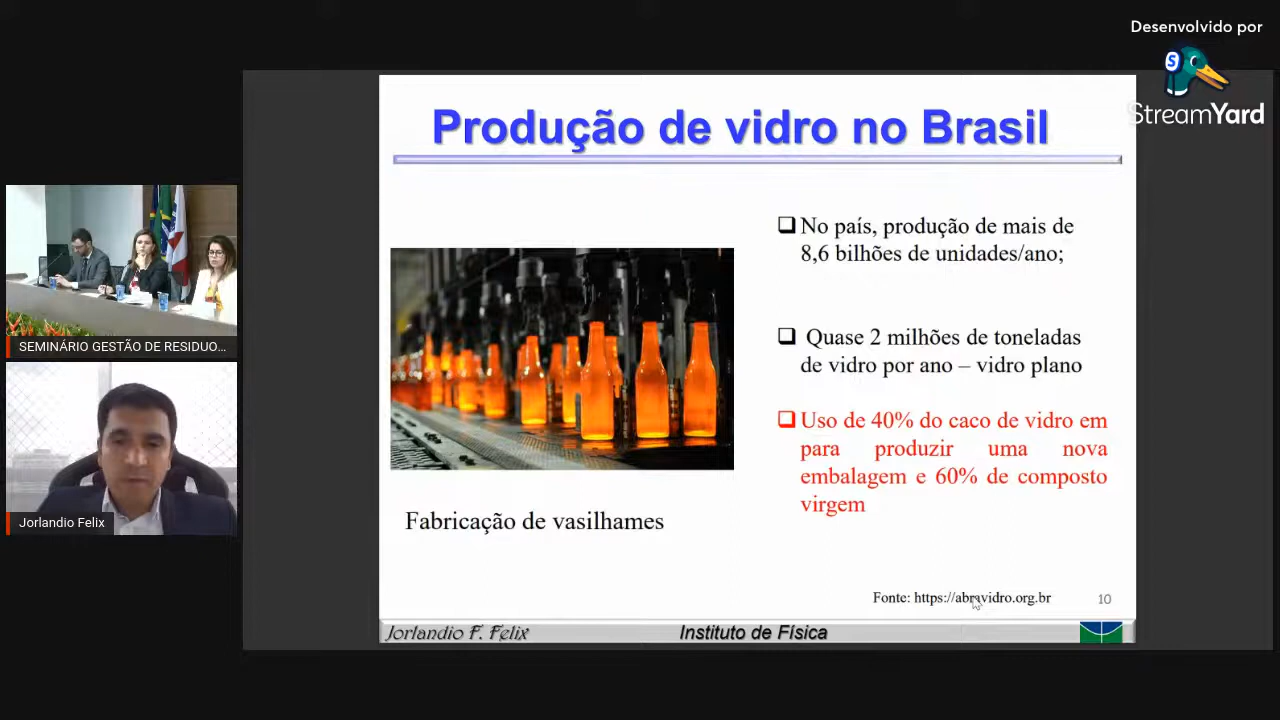 Desenvolvido por
StreamYard
Produção de vidro no Brasil
No país, produção de mais de
8,6 bilhões de unidades/ano;
Quase 2 milhões de toneladas
de vidro por ano – vidro plano
Uso de 40% do caco de vidro em
para produzir uma nova
embalagem e 60% de composto
virgem
Fabricação de vasilhames
Fonte: https://abravidro.org.br
10
Jorlandio F. Felix
Instituto de Física
SEMINÁRIO GESTÃO DE RESIDUO...
Jorlandio Felix